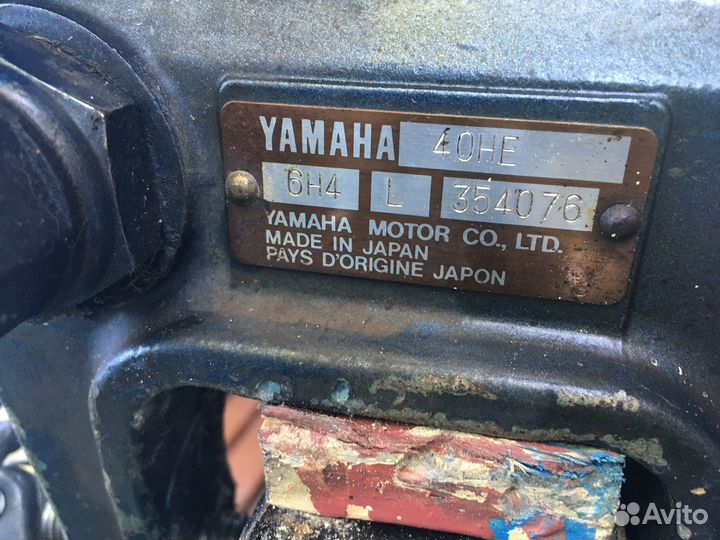 YAMAHA 40HE
6H4 L 354076
YAMAHA MOTOR CO., LTD.
MADE IN JAPAN
PAYS D'ORIGINE JAPON
Avito